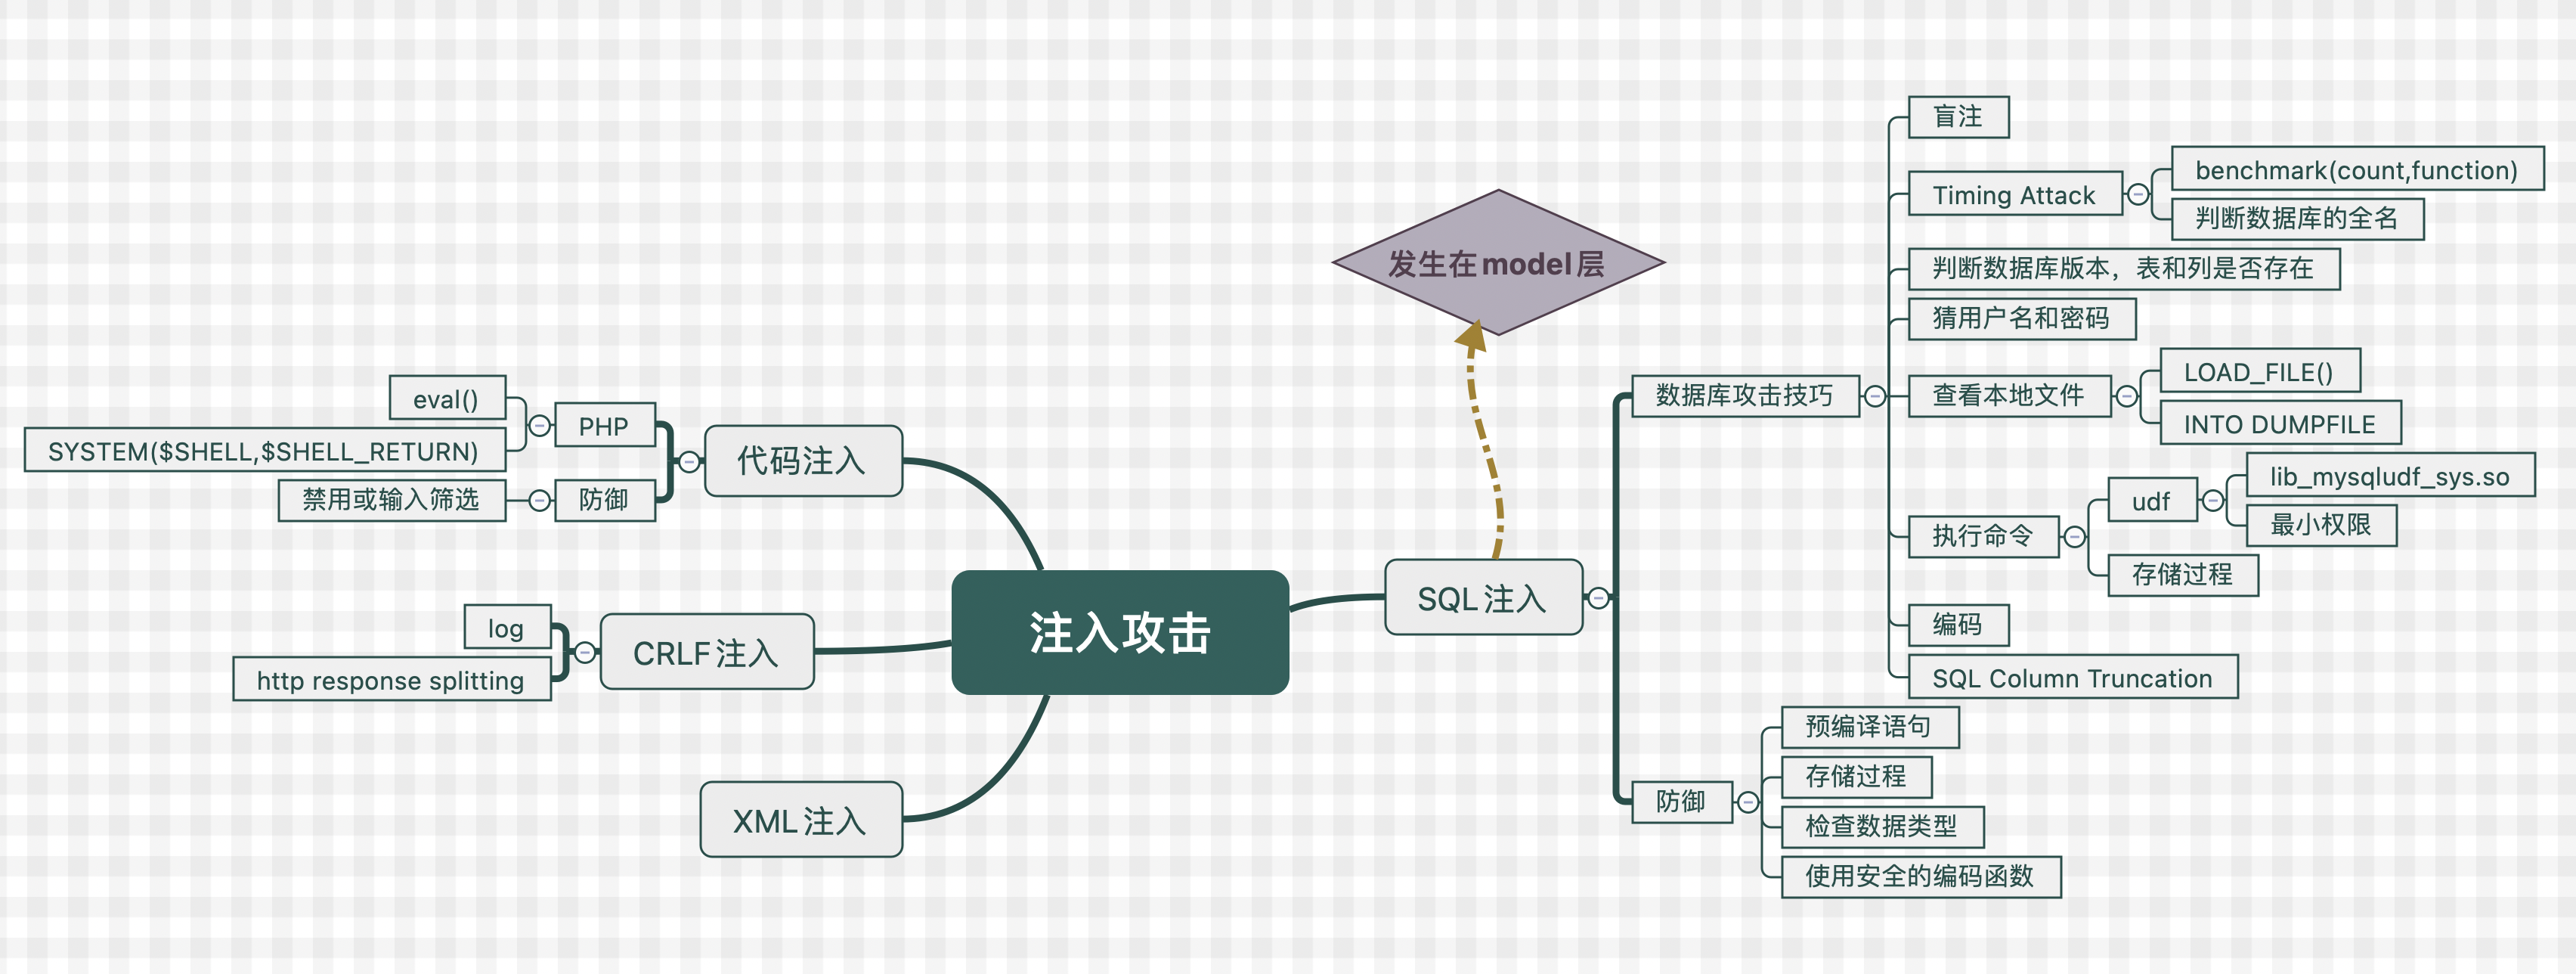 注入攻击
代码注入
PHP
eval()
SYSTEM($SHELL,$SHELL_RETURN)
防御
禁用或输入筛选
CRLF注入
log
http response splitting
XML注入
SQL注入
发生在model层
数据库攻击技巧
盲注
Timing Attack
benchmark(count,function)
判断数据库的全名
判断数据库版本，表和列是否存在
猜用户名和密码
查看本地文件
LOAD_FILE()
INTO DUMPFILE
执行命令
udf
lib_mysqludf_sys.so
最小权限
存储过程
编码
SQL Column Truncation
防御
预编译语句
存储过程
检查数据类型
使用安全的编码函数